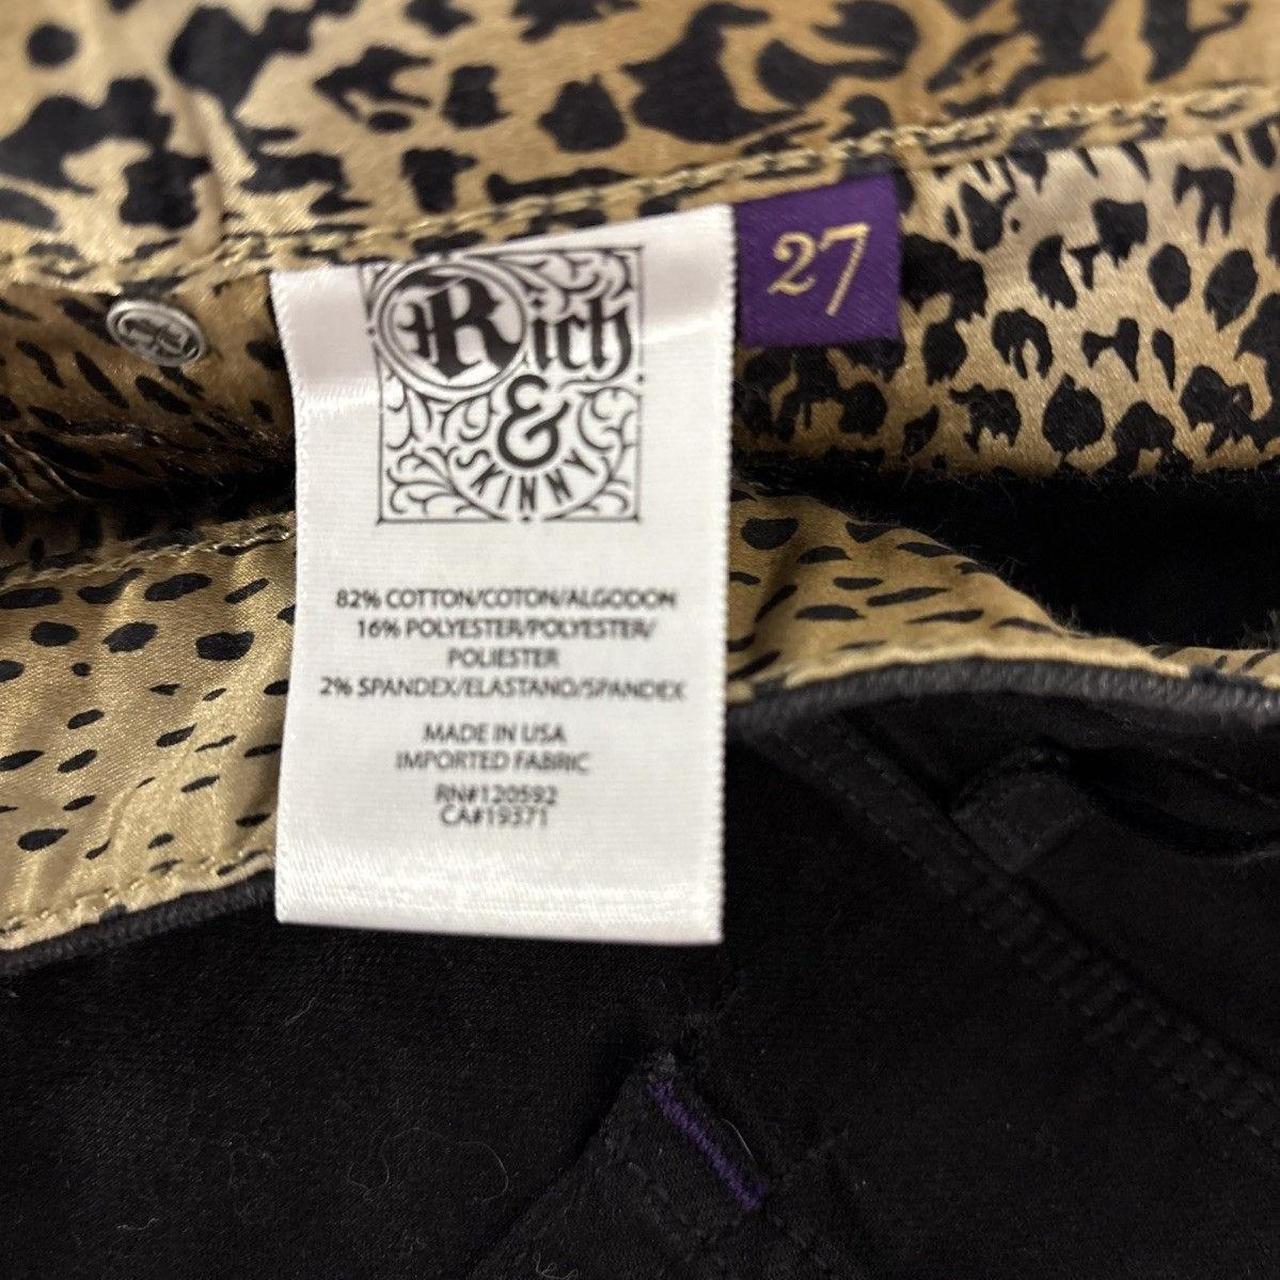 27
Rich
&
SKINNY
82% COTTON/COTON/ALGODON
16% POLYESTER/POLYESTER/
POLIESTER
2% SPANDEX/ELASTANO/SPANDEX
MADE IN USA
IMPORTED FABRIC
RN#120592
CA#19371